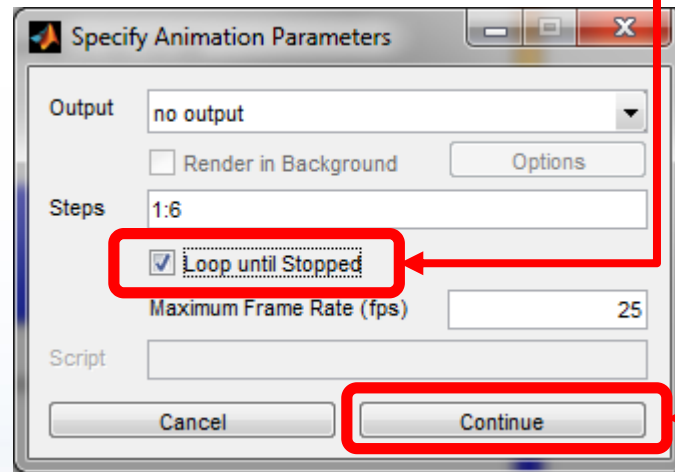 Specify Animation Parameters
Output no output
Render in Background Options
Steps 1:6
Loop until Stopped
Maximum Frame Rate (fps) 25
Script
Cancel Continue